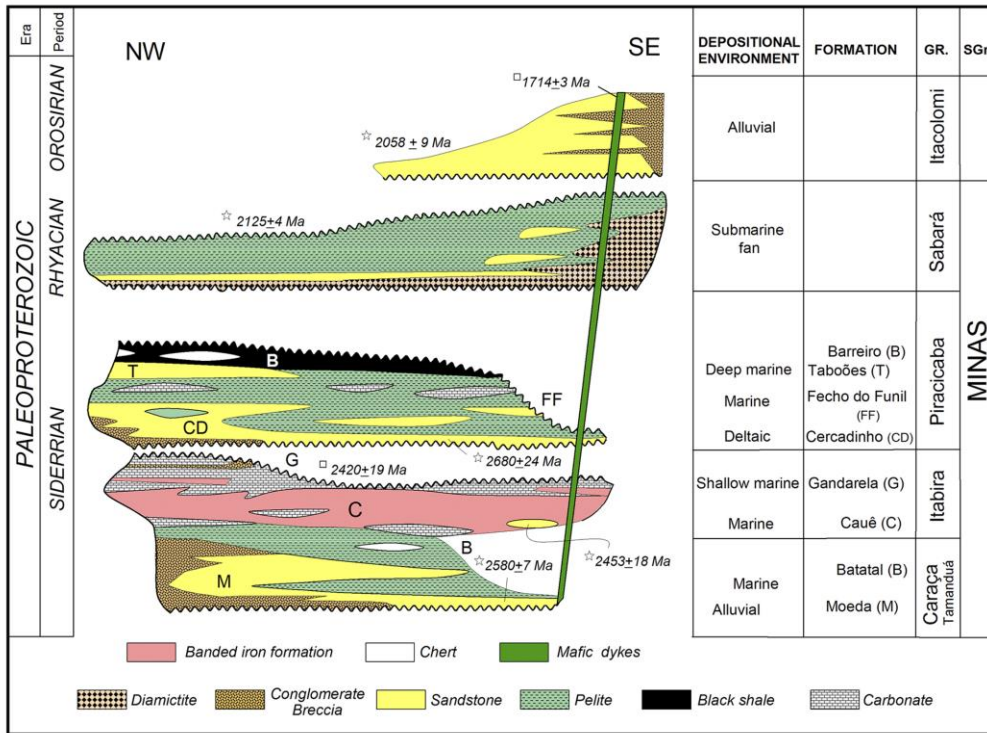 Era
Period
NW
SE
DEPOSITIONAL
ENVIRONMENT
FORMATION
GR.
SGr
PALEOPROTEROZOIC
OROSIRIAN
RHYACIAN
SIDERRIAN
1714±3 Ma
2058 ± 9 Ma
Alluvial
Itacolomi
2125±4 Ma
Submarine
fan
Sabará
MINAS
B
T
FF
CD
Deep marine
Marine
Deltaic
Barreiro (B)
Taboões (T)
Fecho do Funil
(FF)
Cercadinho (CD)
Piracicaba
G
2420±19 Ma
2680±24 Ma
C
Shallow marine
Gandarela (G)
Marine
Cauê (C)
Itabira
B
2580±7 Ma
2453±18 Ma
M
Marine
Batatal (B)
Alluvial
Moeda (M)
Caraça
Tamanduá
Banded iron formation
Chert
Mafic dykes
Diamictite
Conglomerate
Breccia
Sandstone
Pelite
Black shale
Carbonate